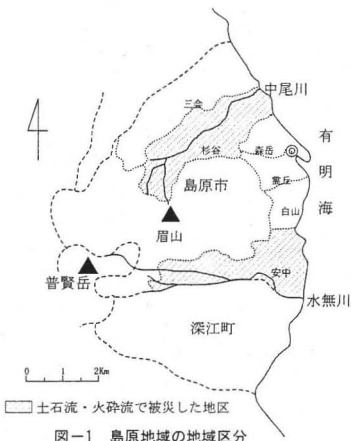 中尾川
三会
杉谷
森岳
有明海
島原市
霊丘
白山
眉山
普賢岳
安中
水無川
深江町
0 1 2Km
土石流・火砕流で被災した地区
図－1 島原地域の地域区分